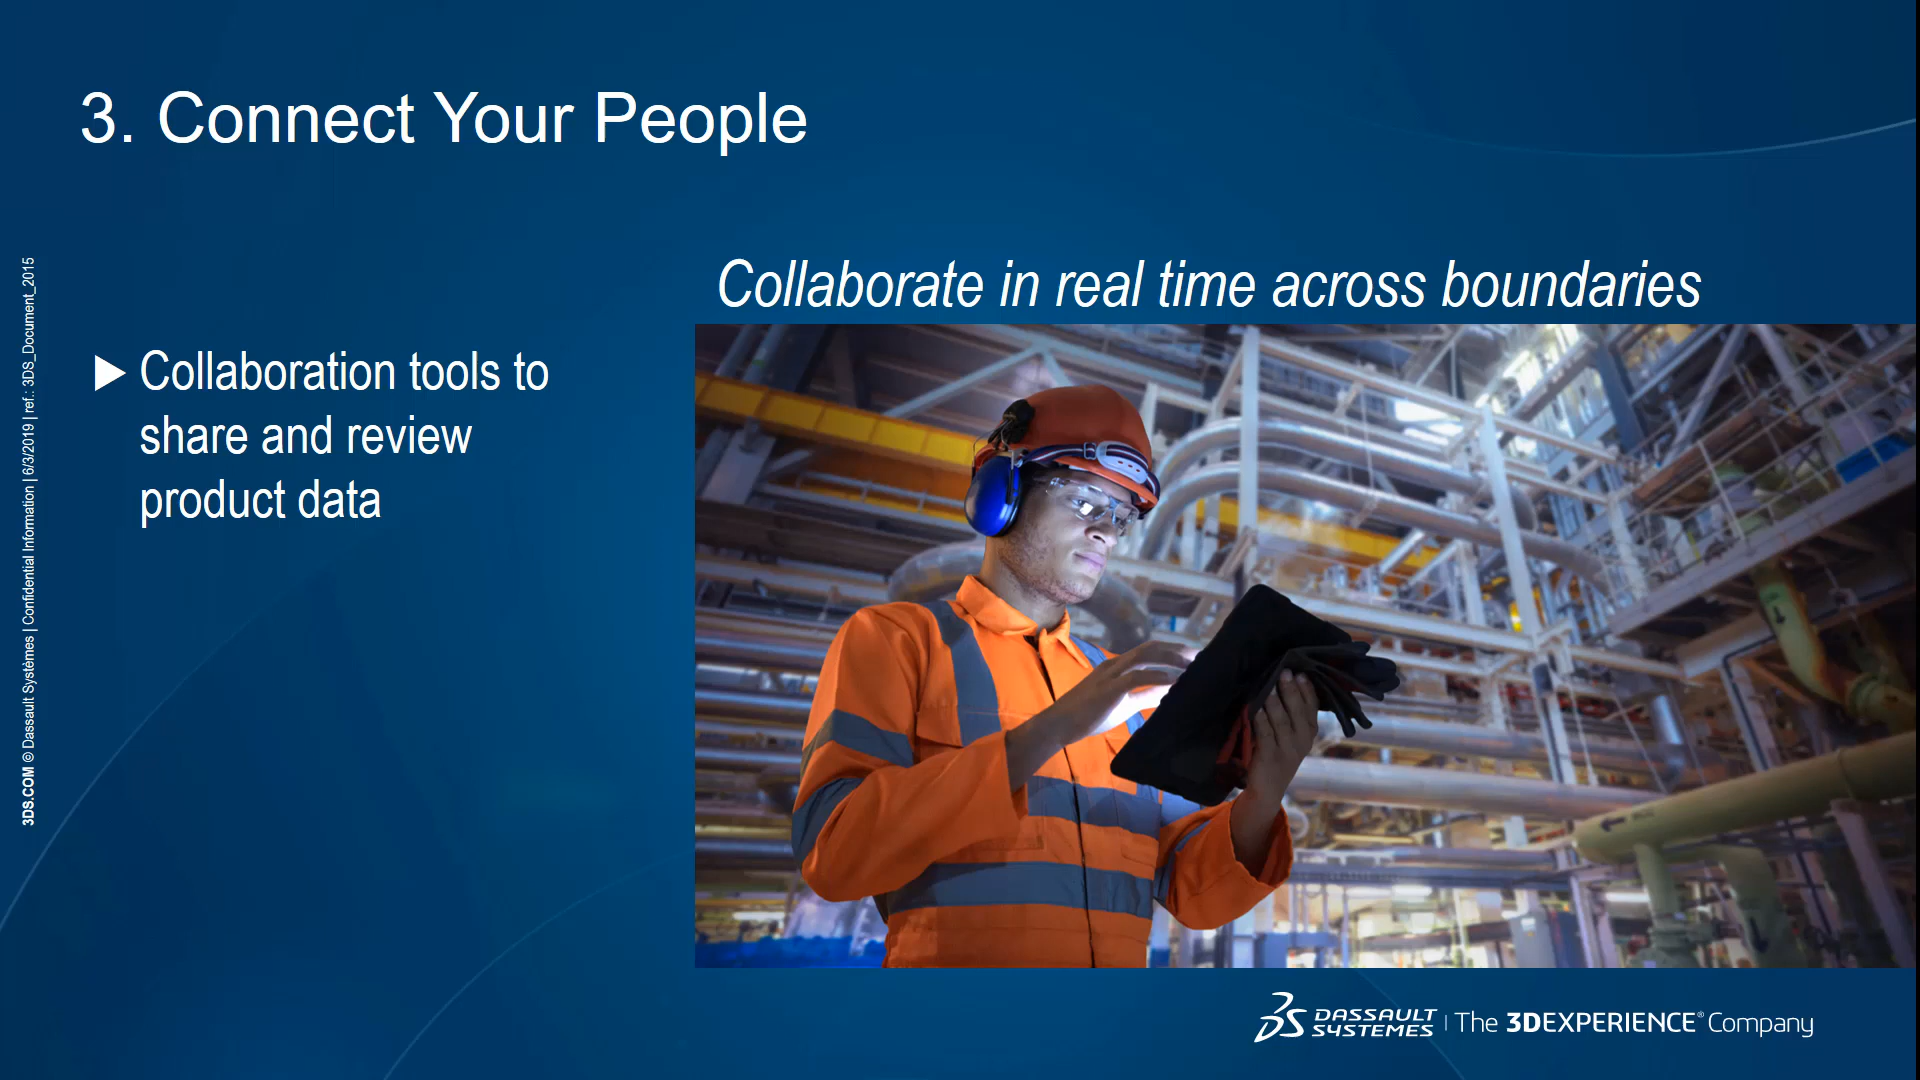 3. Connect Your People
Collaborate in real time across boundaries
▶ Collaboration tools to
share and review
product data
3DS.COM © Dassault Systèmes | Confidential Information | 6/3/2019 | ref.: 3DS_Document_2015
3DS DASSAULT SYSTEMES | The 3DEXPERIENCE® Company